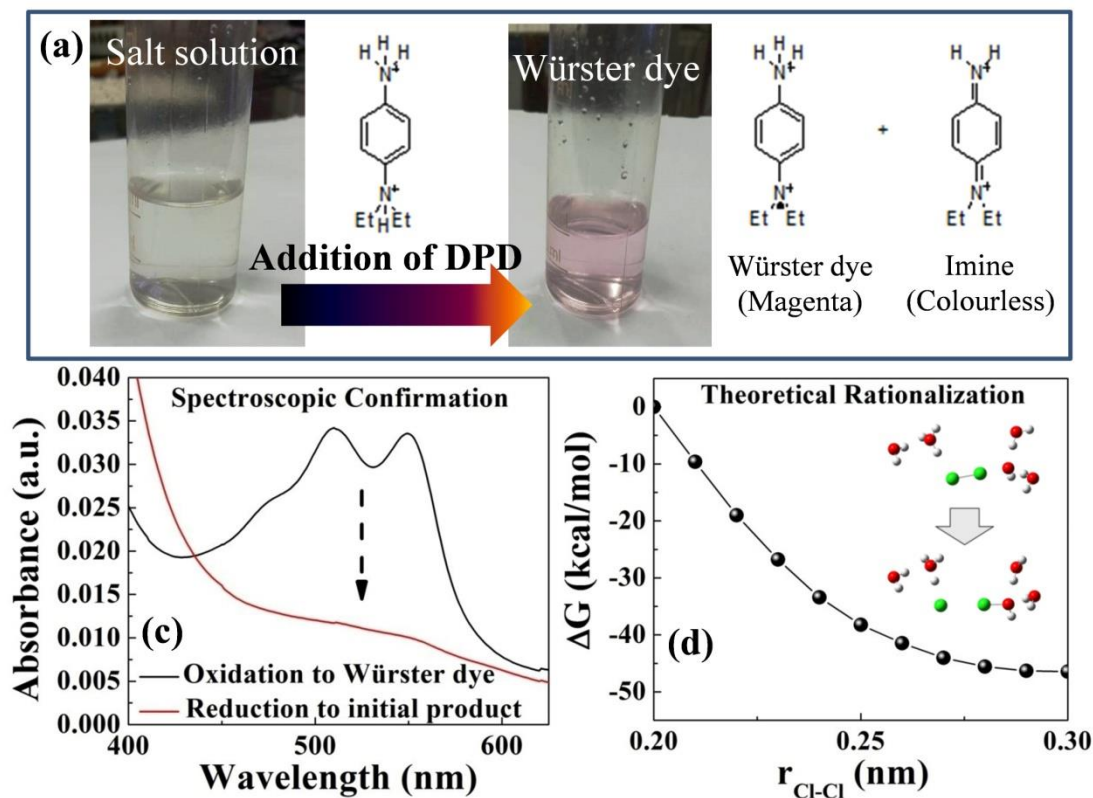 (a)
Salt solution
H H H
N+
Et H Et
Addition of DPD
Würster dye
H H H
N+
N+
Et Et
Würster dye
(Magenta)
+
H H
N+
N+
Et Et
Imine
(Colourless)
Spectroscopic Confirmation
Absorbance (a.u.)
0.040
0.035
0.030
0.025
0.020
0.015
0.010
0.005
0.000
(c)
Oxidation to Würster dye
Reduction to initial product
400 500 600
Wavelength (nm)
Theoretical Rationalization
ΔG (kcal/mol)
0
-10
-20
-30
-40
-50
(d)
0.20 0.25 0.30
r Cl-Cl (nm)